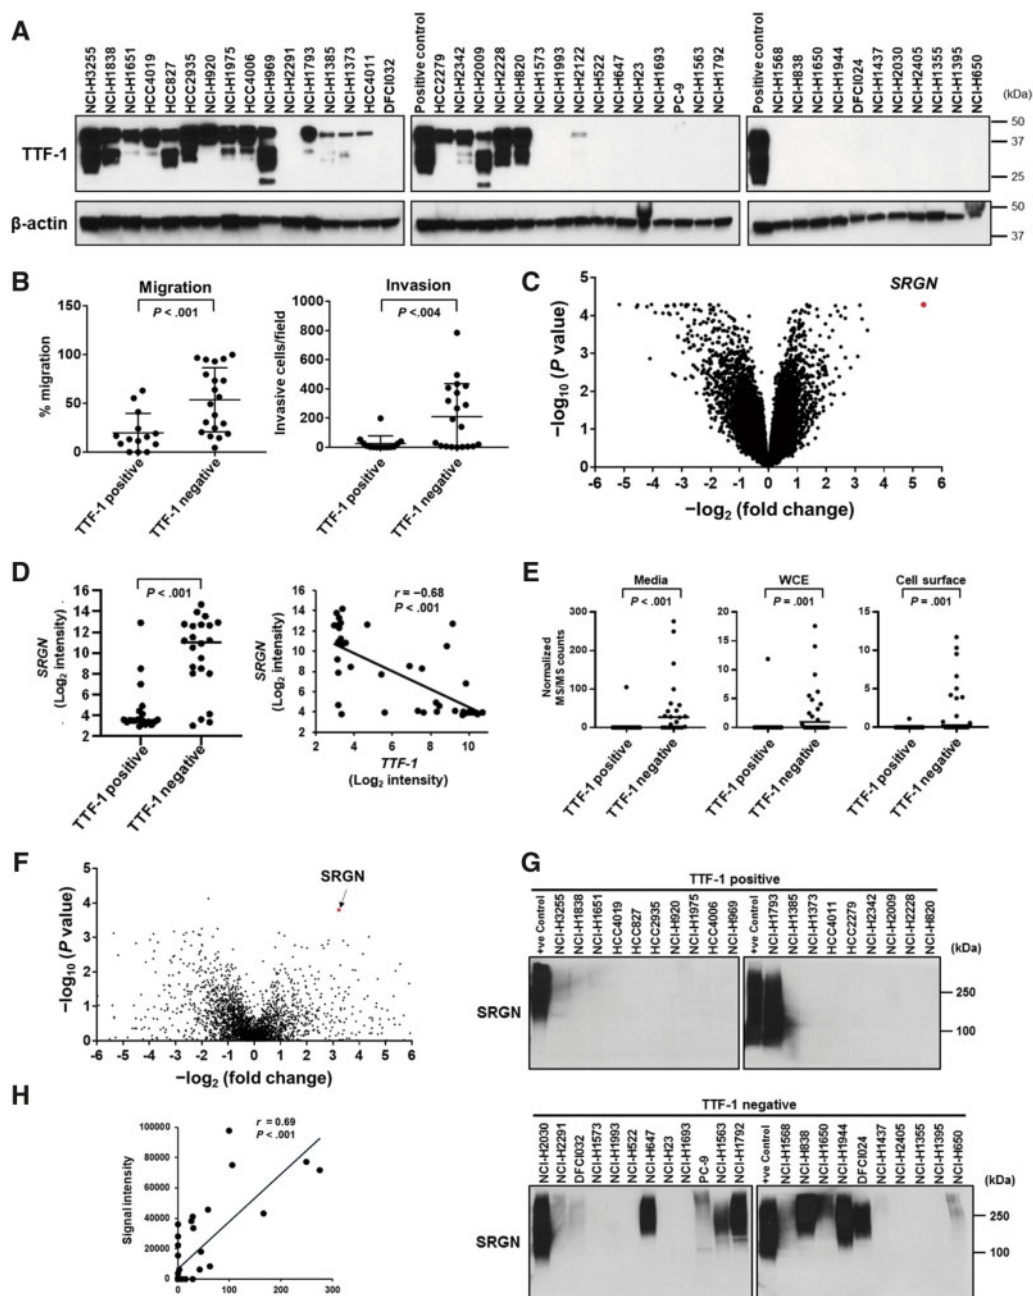 A
NCI-H3255
NCI-H1838
NCI-H1651
HCC4019
HCC827
HCC2935
NCI-H920
NCI-H1975
HCC4006
NCI-H969
NCI-H2291
NCI-H1793
NCI-H1385
NCI-H1373
HCC4011
DFCI032
Positive control
HCC2279
NCI-H2342
NCI-H2009
NCI-H2228
NCI-H820
NCI-H1573
NCI-H1993
NCI-H2122
NCI-H522
NCI-H647
NCI-H23
NCI-H1693
PC-9
NCI-H1563
NCI-H1792
Positive control
NCI-H1568
NCI-H838
NCI-H1650
NCI-H1944
DFCI024
NCI-H1437
NCI-H2030
NCI-H2405
NCI-H1355
NCI-H1395
NCI-H650
(kDa)
TTF-1
50
37
25
β-actin
50
37
B
Migration
P < .001
% migration
150
100
50
0
TTF-1 positive
TTF-1 negative
Invasion
P < .004
Invasive cells/field
1000
800
600
400
200
0
TTF-1 positive
TTF-1 negative
C
SRGN
−log10 (P value)
5
4
3
2
1
0
-6 -5 -4 -3 -2 -1 0 1 2 3 4 5 6
−log2 (fold change)
D
P < .001
SRGN
(Log2 intensity)
16
14
12
10
8
6
4
2
TTF-1 positive
TTF-1 negative
r = −0.68
P < .001
SRGN
(Log2 intensity)
16
14
12
10
8
6
4
2
2 4 6 8 10
TTF-1
(Log2 intensity)
E
Media
P < .001
Normalized
MS/MS counts
300
200
100
0
TTF-1 positive
TTF-1 negative
WCE
P = .001
20
15
10
5
0
TTF-1 positive
TTF-1 negative
Cell surface
P = .001
15
10
5
0
TTF-1 positive
TTF-1 negative
F
SRGN
−log10 (P value)
5
4
3
2
1
0
-6 -5 -4 -3 -2 -1 0 1 2 3 4 5 6
−log2 (fold change)
G
TTF-1 positive
+ve Control
NCI-H3255
NCI-H1838
NCI-H1651
HCC4019
HCC827
HCC2935
NCI-H920
NCI-H1975
HCC4006
NCI-H969
+ve Control
NCI-H1793
NCI-H1385
NCI-H1373
HCC4011
HCC2279
NCI-H2342
NCI-H2009
NCI-H2228
NCI-H820
(kDa)
SRGN
250
100
TTF-1 negative
NCI-H2030
NCI-H2291
DFCI032
NCI-H1573
NCI-H1993
NCI-H522
NCI-H647
NCI-H23
NCI-H1693
PC-9
NCI-H1563
NCI-H1792
+ve Control
NCI-H1568
NCI-H838
NCI-H1650
NCI-H1944
DFCI024
NCI-H1437
NCI-H2405
NCI-H1355
NCI-H1395
NCI-H650
(kDa)
SRGN
250
100
H
r = 0.69
P < .001
Signal intensity
100000
80000
60000
40000
20000
0
0 100 200 300